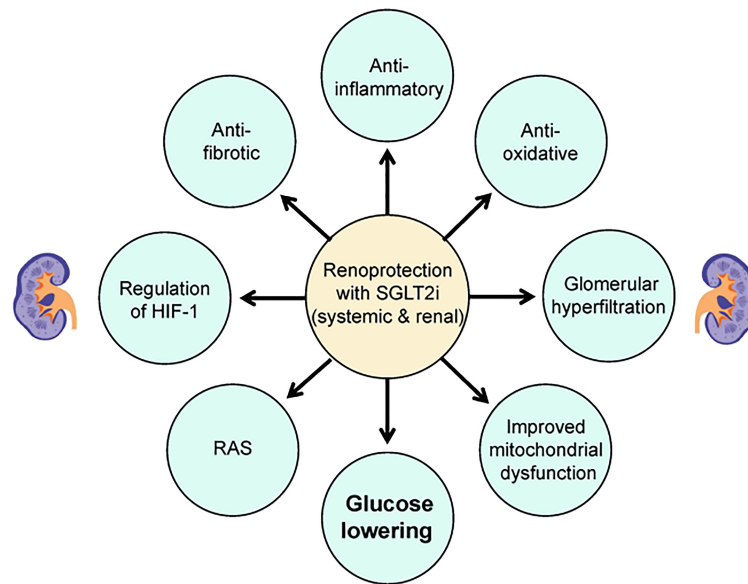 Anti-
inflammatory
Anti-
oxidative
Glomerular
hyperfiltration
Improved
mitochondrial
dysfunction
Glucose
lowering
RAS
Regulation
of HIF-1
Anti-
fibrotic
Renoprotection
with SGLT2i
(systemic & renal)